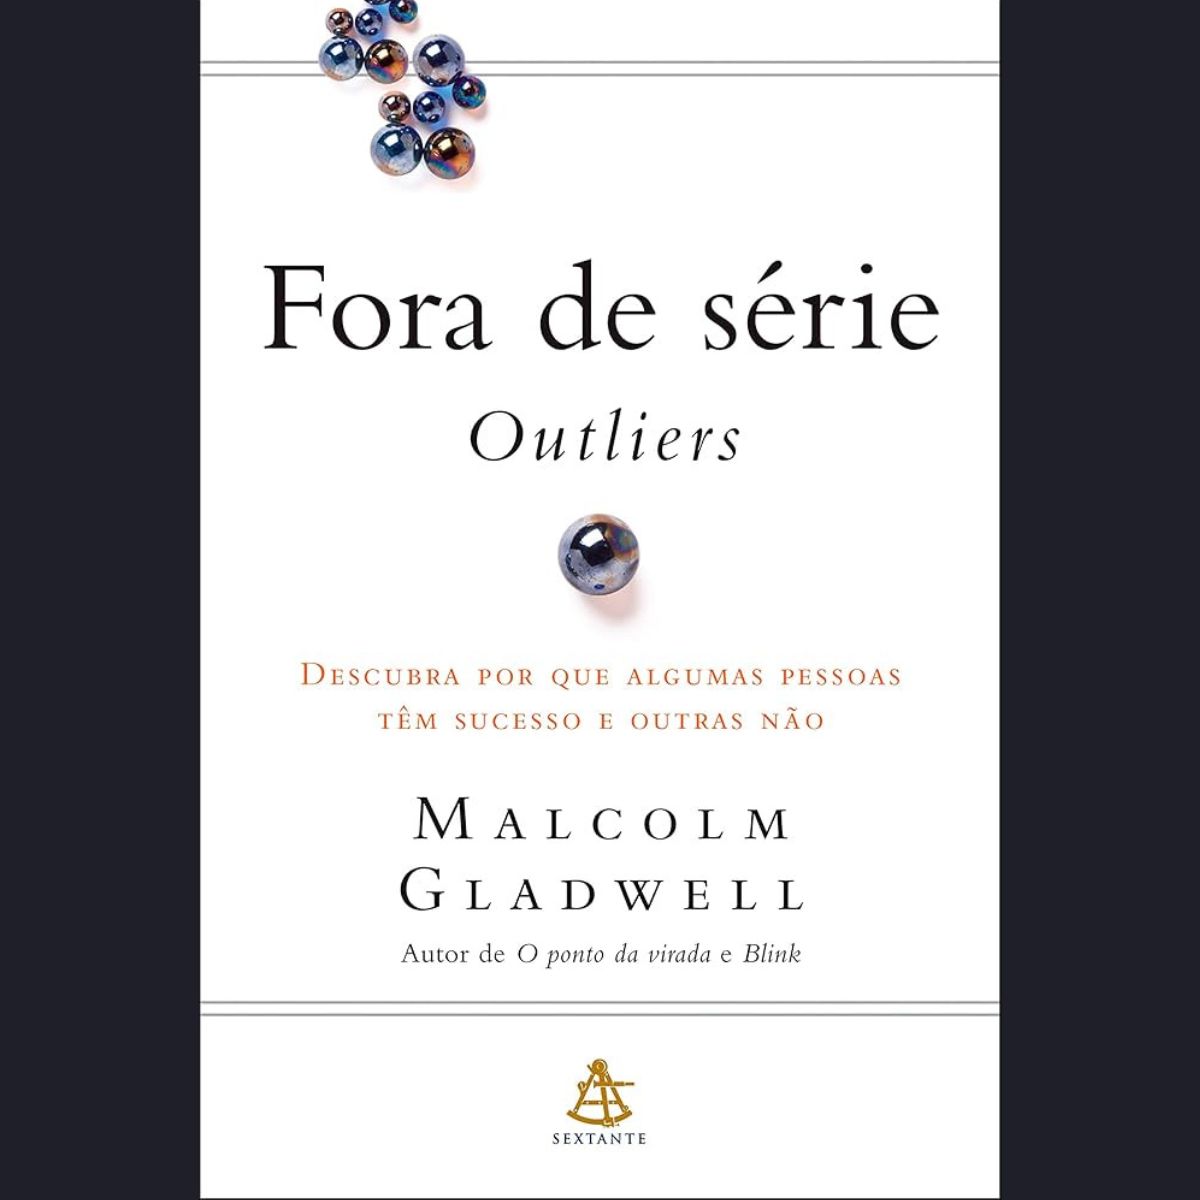 Fora de série
Outliers
DESCUBRA POR QUE ALGUMAS PESSOAS
TÊM SUCESSO E OUTRAS NÃO
MALCOLM
GLADWELL
Autor de O ponto da virada e Blink
SEXTANTE